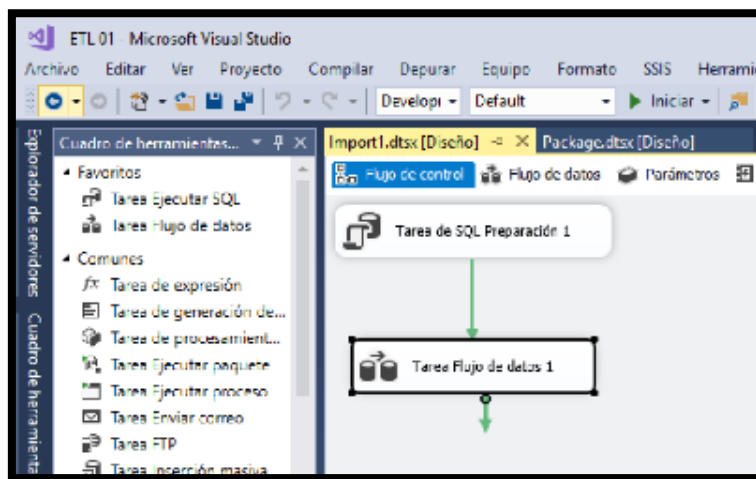 ETL 01 - Microsoft Visual Studio
Archivo Editar Ver Proyecto Compilar Depurar Equipo Formato SSIS Herrami
Developi Default Iniciar
Explorador de servidores
Cuadro de herramienta
Cuadro de herramientas...
Favoritos
Tarea Ejecutar SQL
Tarea Flujo de datos
Comunes
fx Tarea de expresión
Tarea de generación de...
Tarea de procesamient...
Tarea Ejecutar paquete
Tarea Ejecutar proceso
Tarea Enviar correo
Tarea FTP
Tarea Inserción masiva
Import1.dtsx [Diseño] Package.dtsx [Diseño]
Flujo de control Flujo de datos Parámetros
Tarea de SQL Preparación 1
Tarea Flujo de datos 1